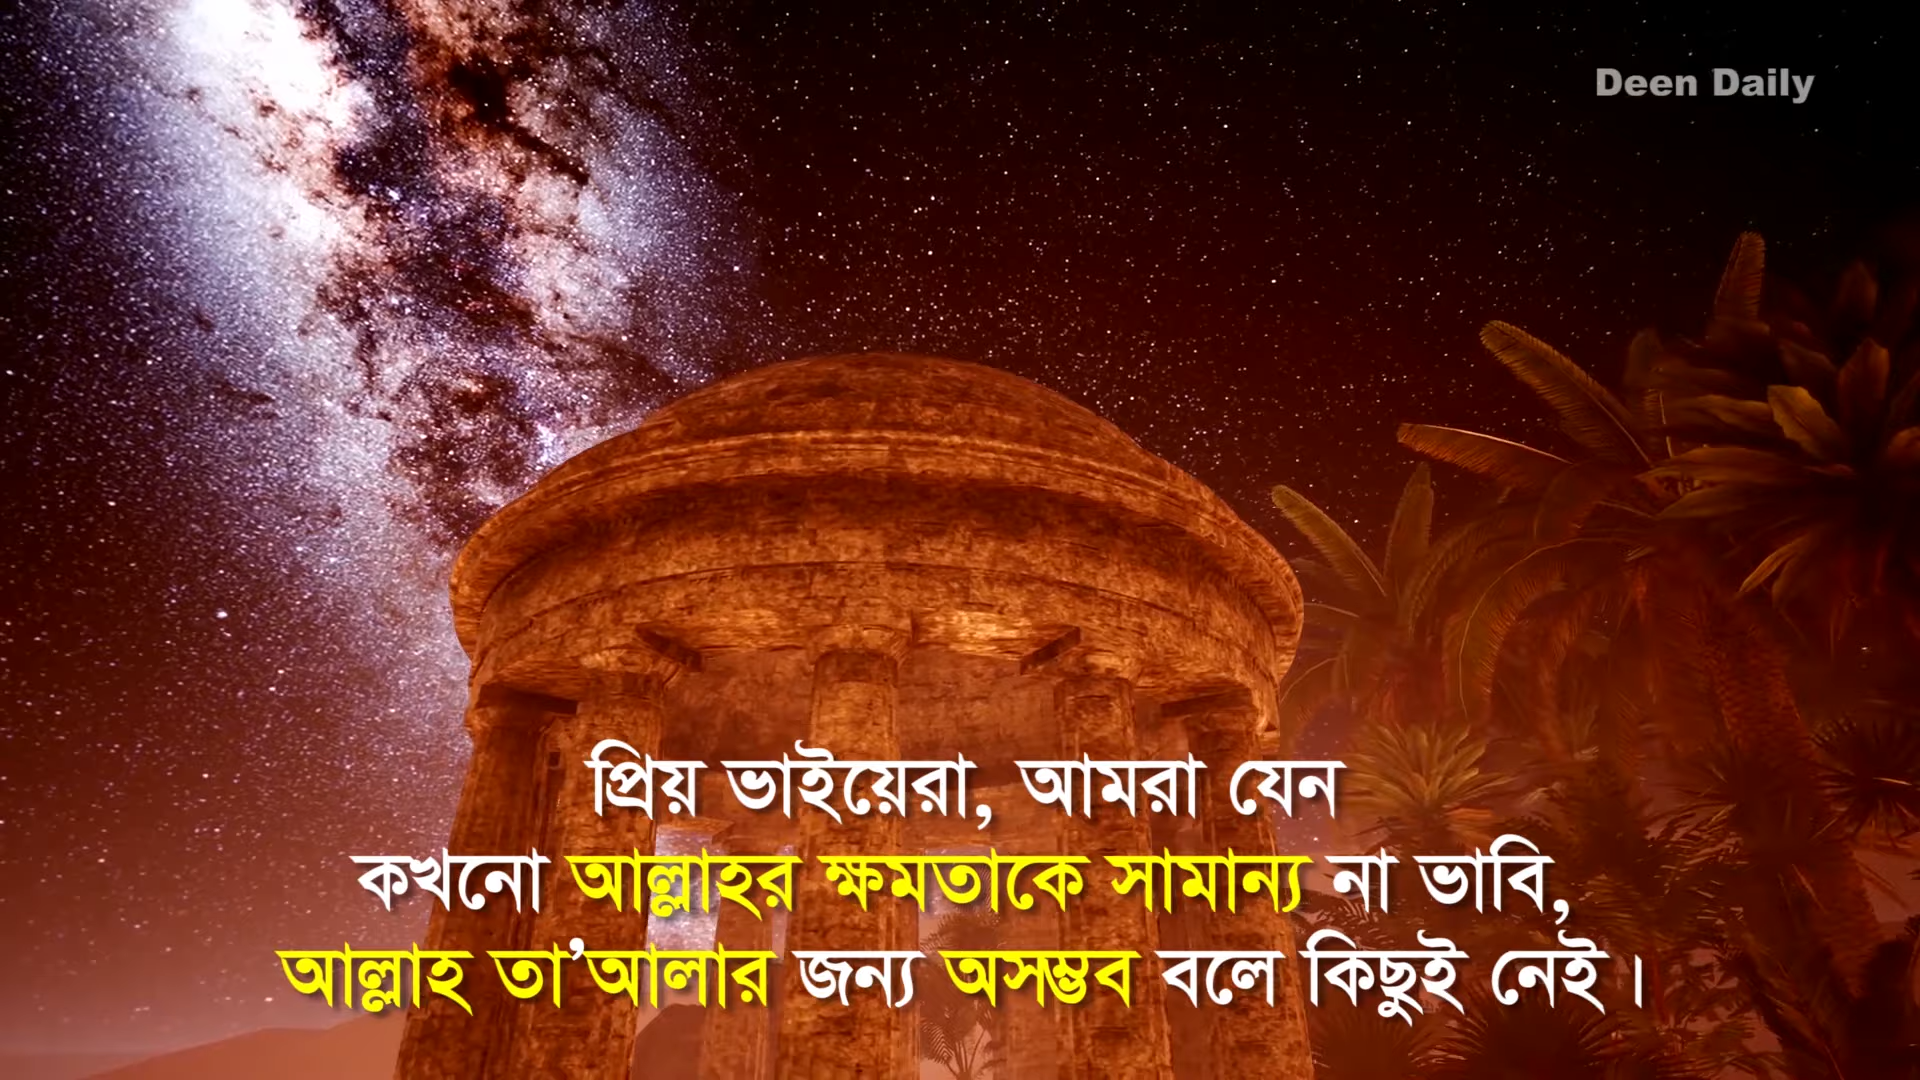 Deen Daily
প্রিয় ভাইয়েরা, আমরা যেন
কখনো আল্লাহর ক্ষমতাকে সামান্য না ভাবি,
আল্লাহ তা’আলার জন্য অসম্ভব বলে কিছুই নেই।